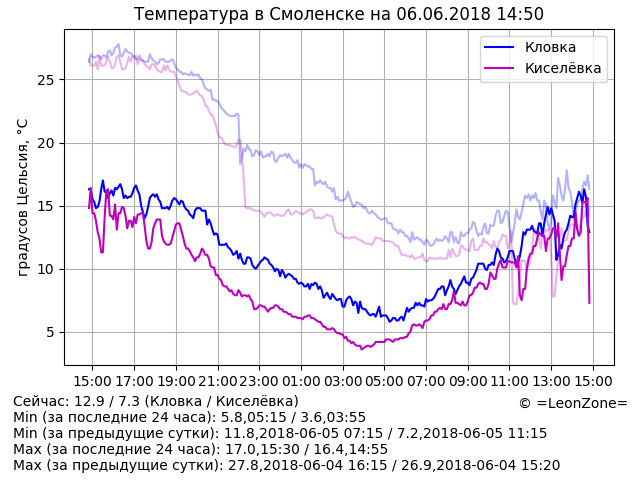 Температура в Смоленске на 06.06.2018 14:50
Кловка
Киселёвка
градусов Цельсия, °C
25
20
15
10
5
15:00 17:00 19:00 21:00 23:00 01:00 03:00 05:00 07:00 09:00 11:00 13:00 15:00
Сейчас: 12.9 / 7.3 (Кловка / Киселёвка)
© =LeonZone=
Min (за последние 24 часа): 5.8,05:15 / 3.6,03:55
Min (за предыдущие сутки): 11.8,2018-06-05 07:15 / 7.2,2018-06-05 11:15
Max (за последние 24 часа): 17.0,15:30 / 16.4,14:55
Max (за предыдущие сутки): 27.8,2018-06-04 16:15 / 26.9,2018-06-04 15:20